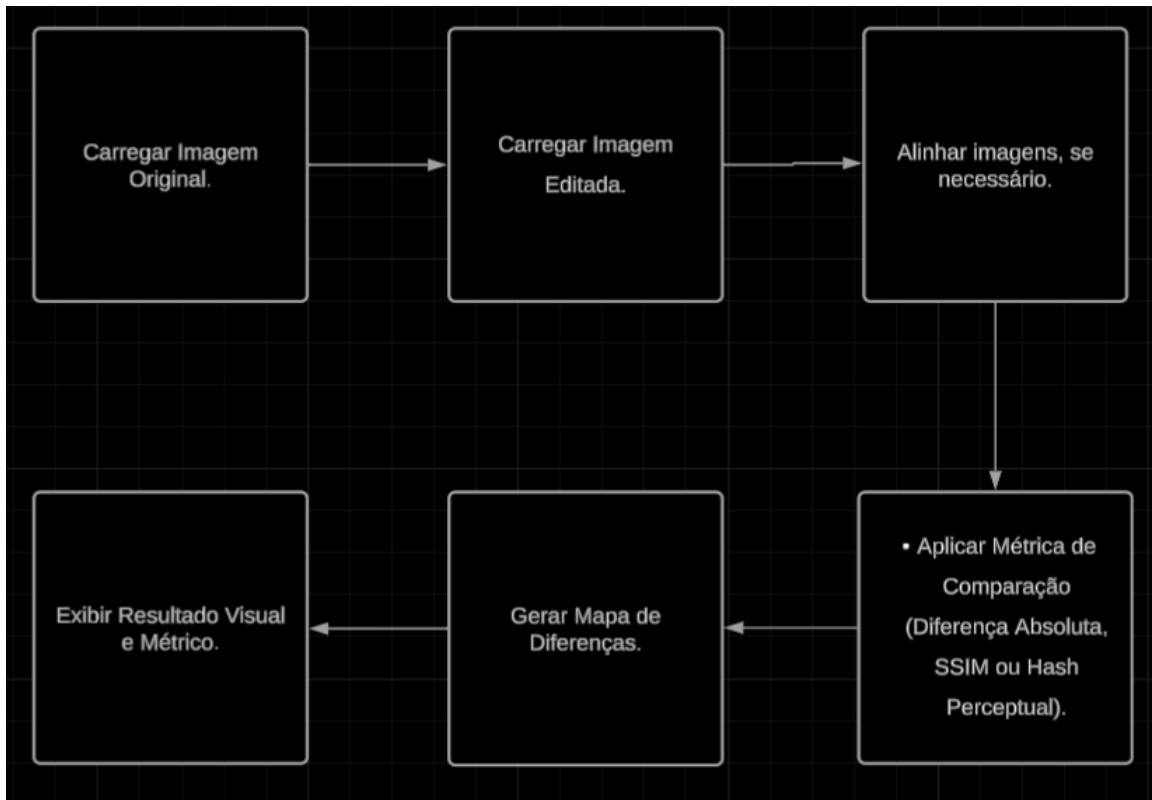 Carregar Imagem
Original.
Carregar Imagem
Editada.
Alinhar imagens, se
necessário.
• Aplicar Métrica de
Comparação
(Diferença Absoluta,
SSIM ou Hash
Perceptual).
Gerar Mapa de
Diferenças.
Exibir Resultado Visual
e Métrico.